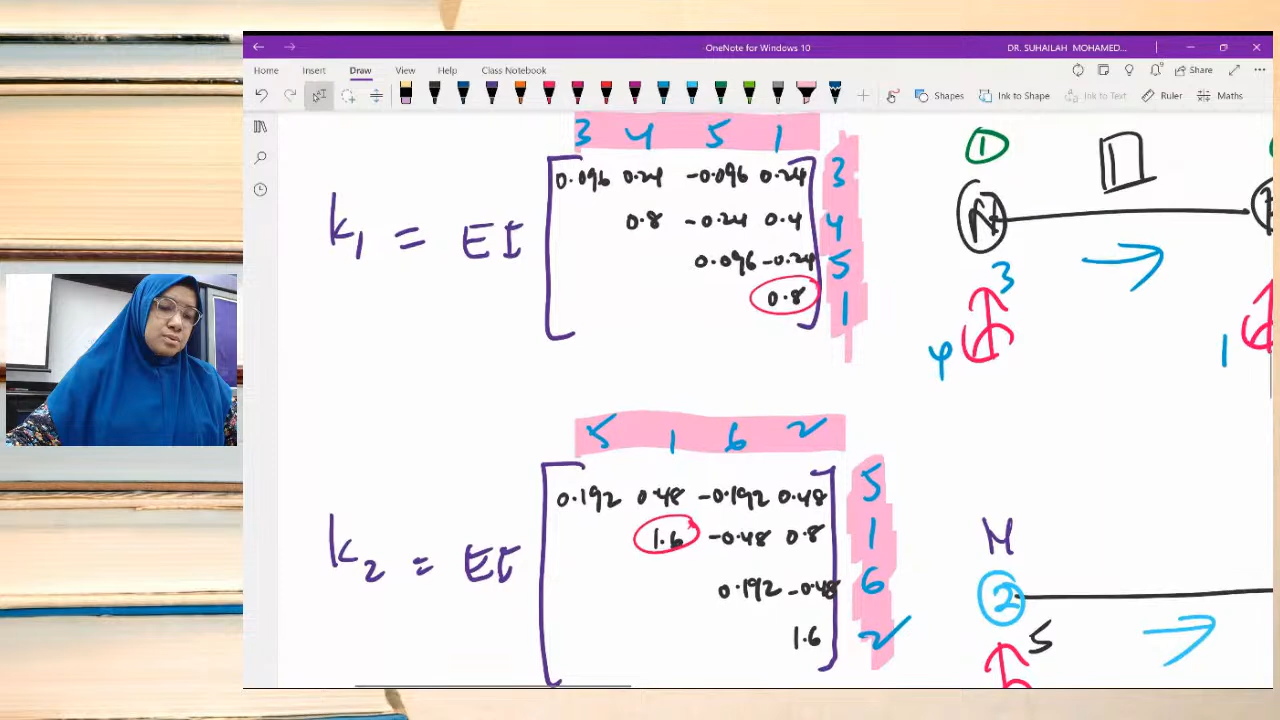 OneNote for Windows 10
DR. SUHAILAH MOHAMED...
Home Insert Draw View Help Class Notebook
Share
Shapes Ink to Shape Ink to Text Ruler Maths
3 4 5 1
k1 = EI
0.096 0.24 -0.096 0.24 3
0.8 -0.24 0.4 4
0.096 -0.24 5
0.8 1
1
3
4
1
5 1 6 2
k2 = EI
0.192 0.48 -0.192 0.48 5
1.6 -0.48 0.8 1
0.192 -0.48 6
1.6 2
M
2
5